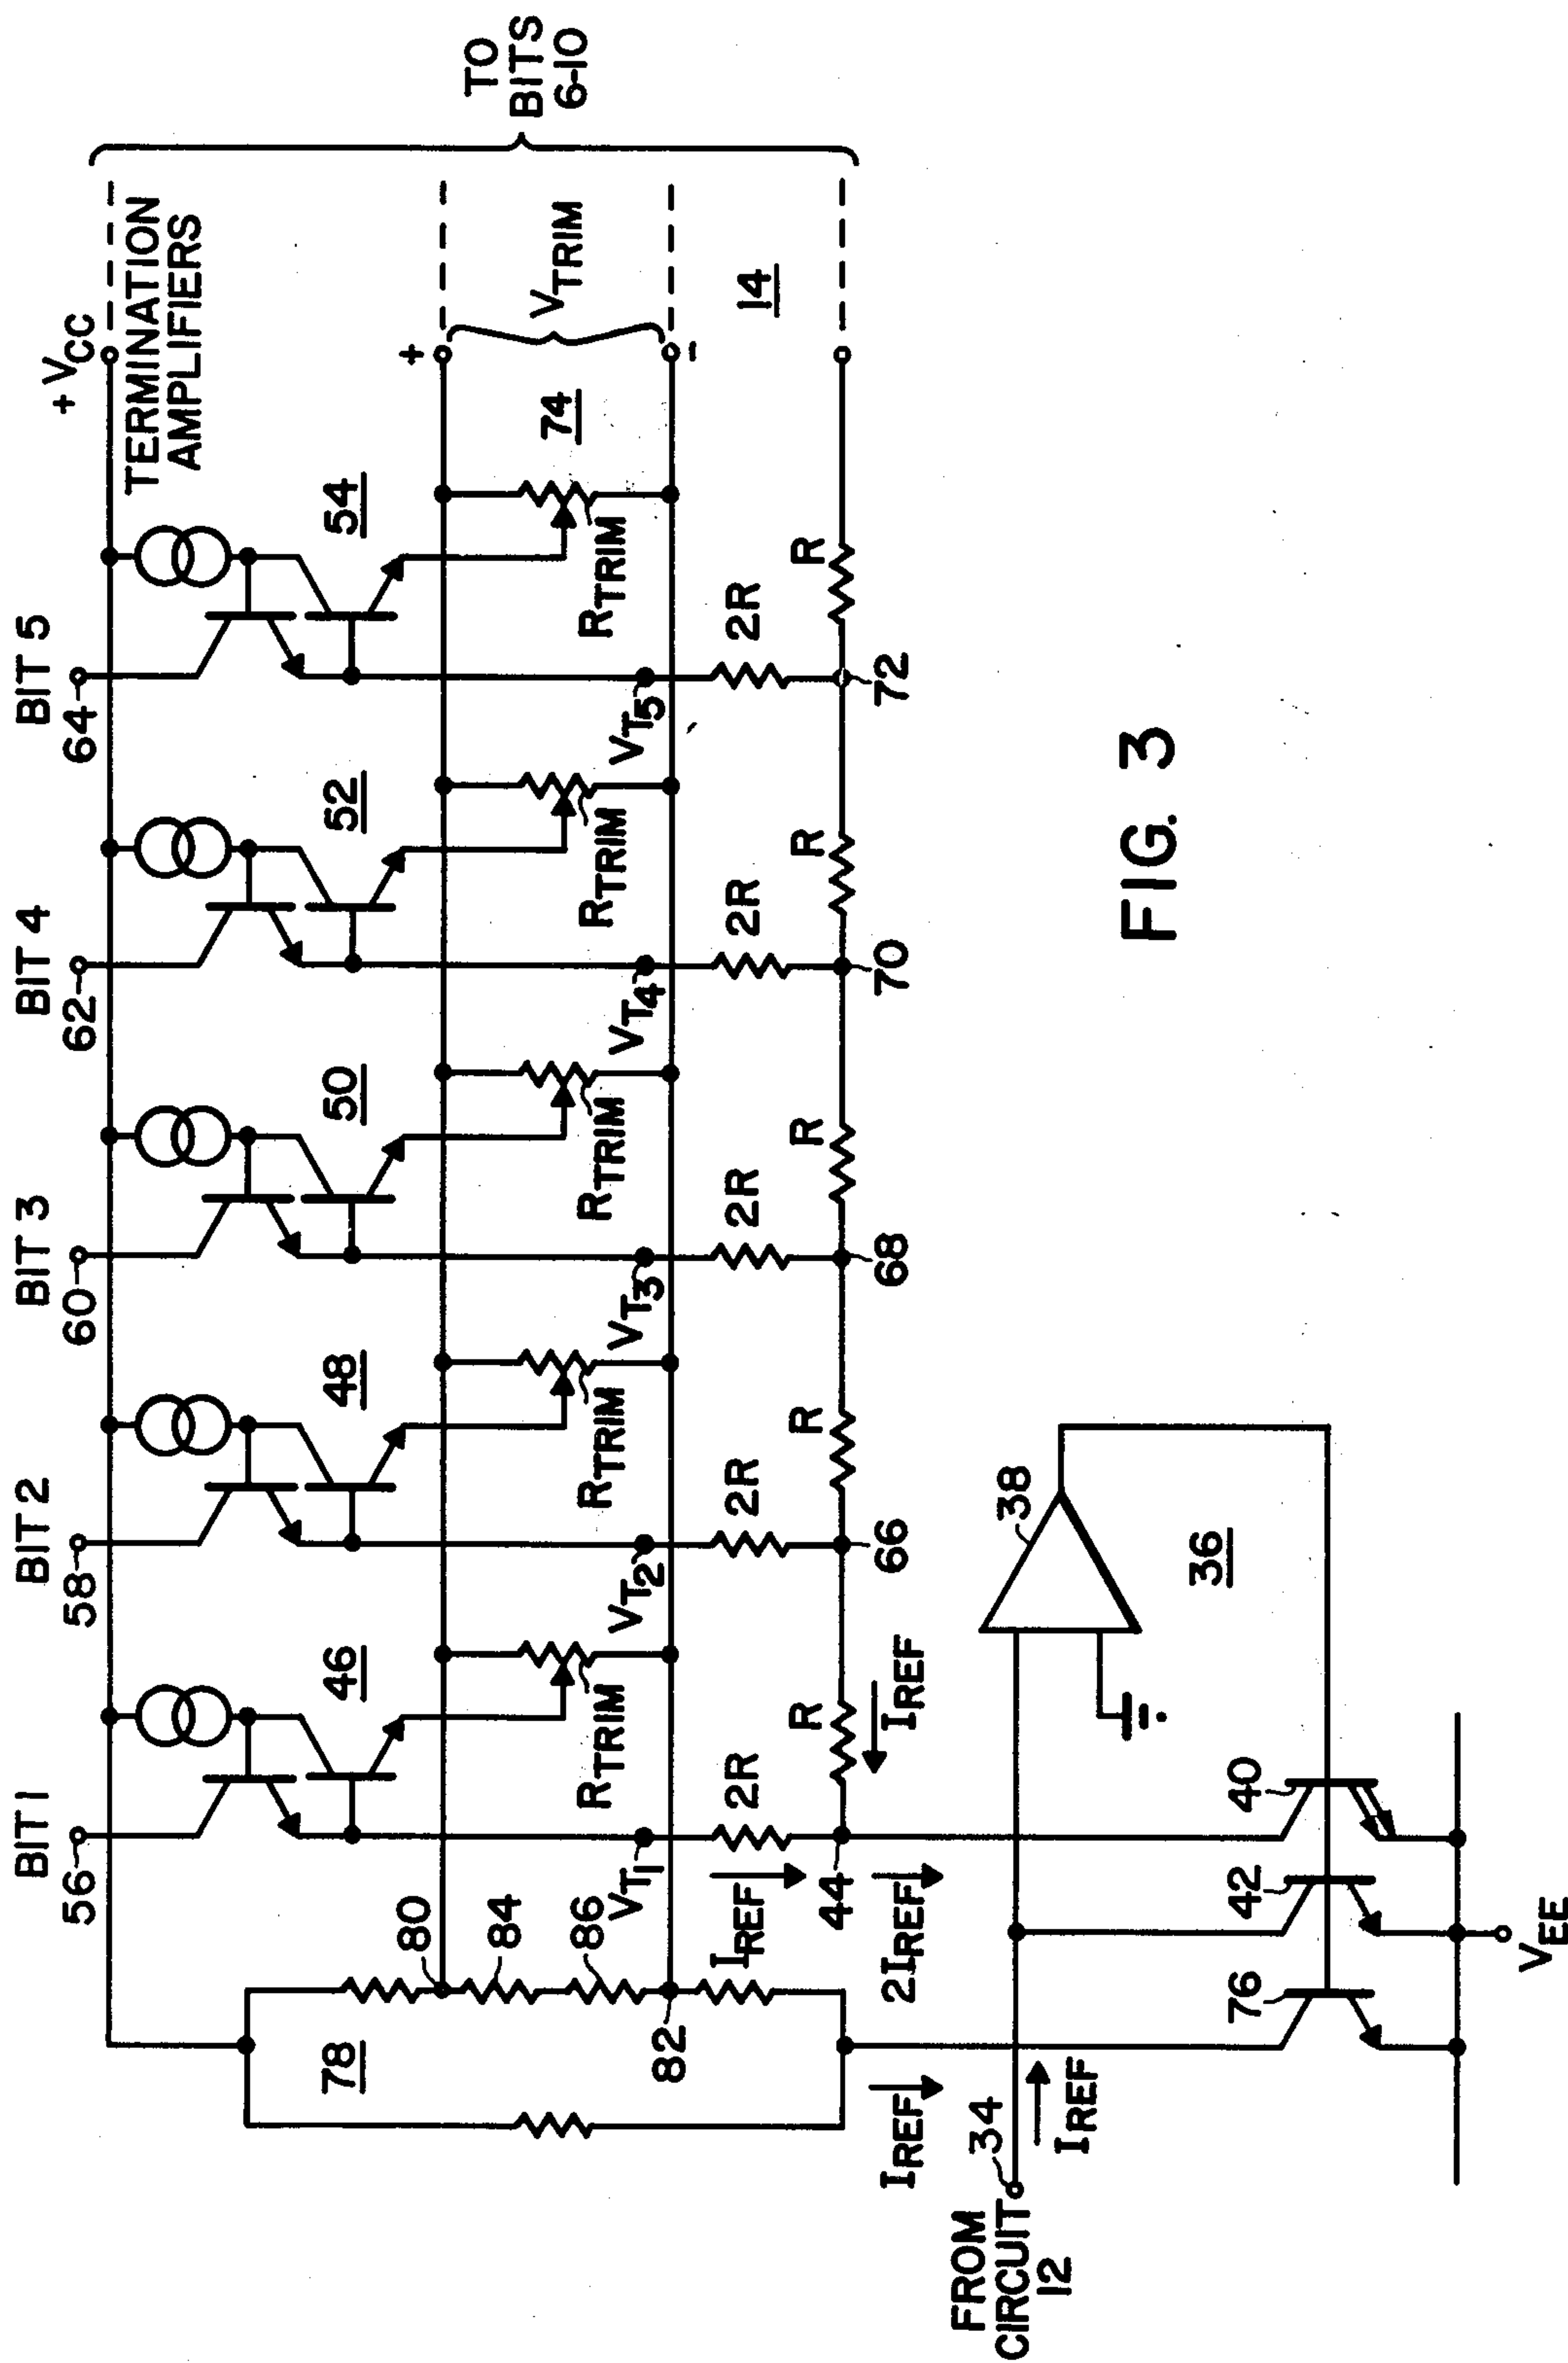 BIT 1
BIT 2
BIT 3
BIT 4
BIT 5
56
58
60
62
64
+ VCC
TERMINATION
AMPLIFIERS
TO
BITS
6-10
46
48
50
52
54
78
80
84
86
82
RTRIM
RTRIM
RTRIM
RTRIM
RTRIM
74
+
VTRIM
-
VT1
VT2
VT3
VT4
VT5
IREF
2R
2R
2R
2R
2R
14
R
R
R
R
R
44
66
68
70
72
IREF
2IREF
IREF
FROM
CIRCUIT
12
34
IREF
38
36
76
42
40
VEE
FIG. 3